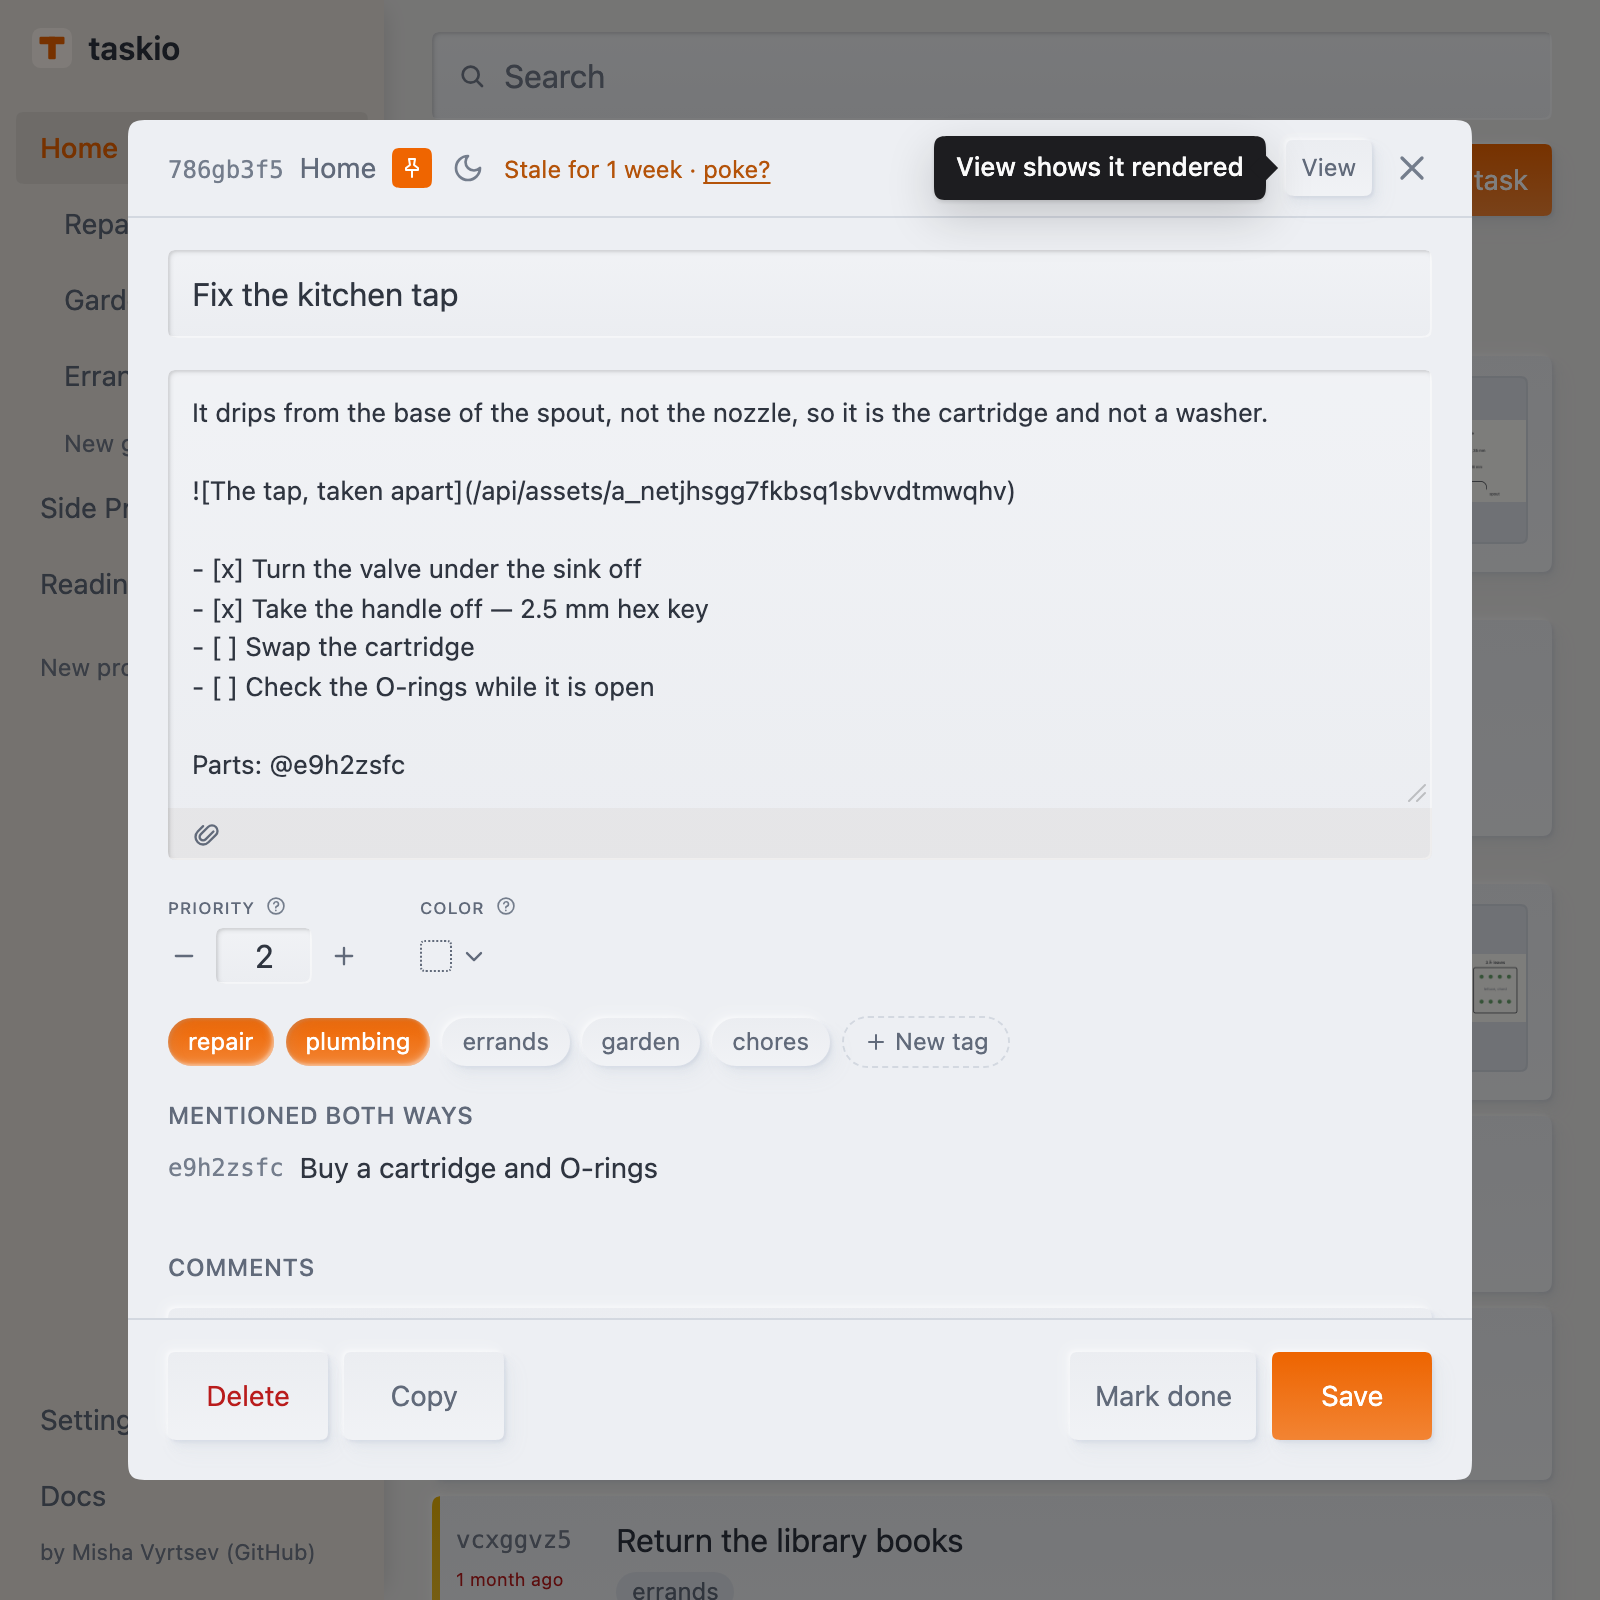 taskio
Search
Home
task
786gb3f5 Home
Stale for 1 week · poke?
View shows it rendered
View
Fix the kitchen tap
It drips from the base of the spout, not the nozzle, so it is the cartridge and not a washer.
![The tap, taken apart](/api/assets/a_netjhsgg7fkbsq1sbvvdtmwqhv)
- [x] Turn the valve under the sink off
- [x] Take the handle off — 2.5 mm hex key
- [ ] Swap the cartridge
- [ ] Check the O-rings while it is open
Parts: @e9h2zsfc
PRIORITY
COLOR
2
repair
plumbing
errands
garden
chores
+ New tag
MENTIONED BOTH WAYS
e9h2zsfc Buy a cartridge and O-rings
COMMENTS
Delete
Copy
Mark done
Save
Repa
Gard
Erran
New g
Side Pr
Readin
New pro
Setting
Docs
by Misha Vyrtsev (GitHub)
vcxggvz5 Return the library books
1 month ago
errands